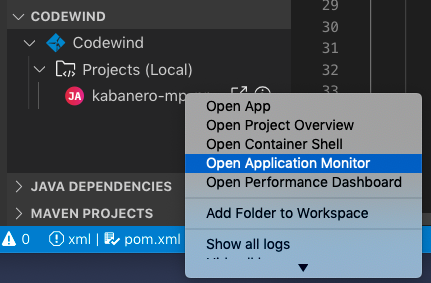 CODEWIND
29
30
31
32
33
Codewind
Projects (Local)
JA kabanero-mp
Open App
Open Project Overview
Open Container Shell
Open Application Monitor
Open Performance Dashboard
Add Folder to Workspace
Show all logs
JAVA DEPENDENCIES
MAVEN PROJECTS
0 xml | pom.xml